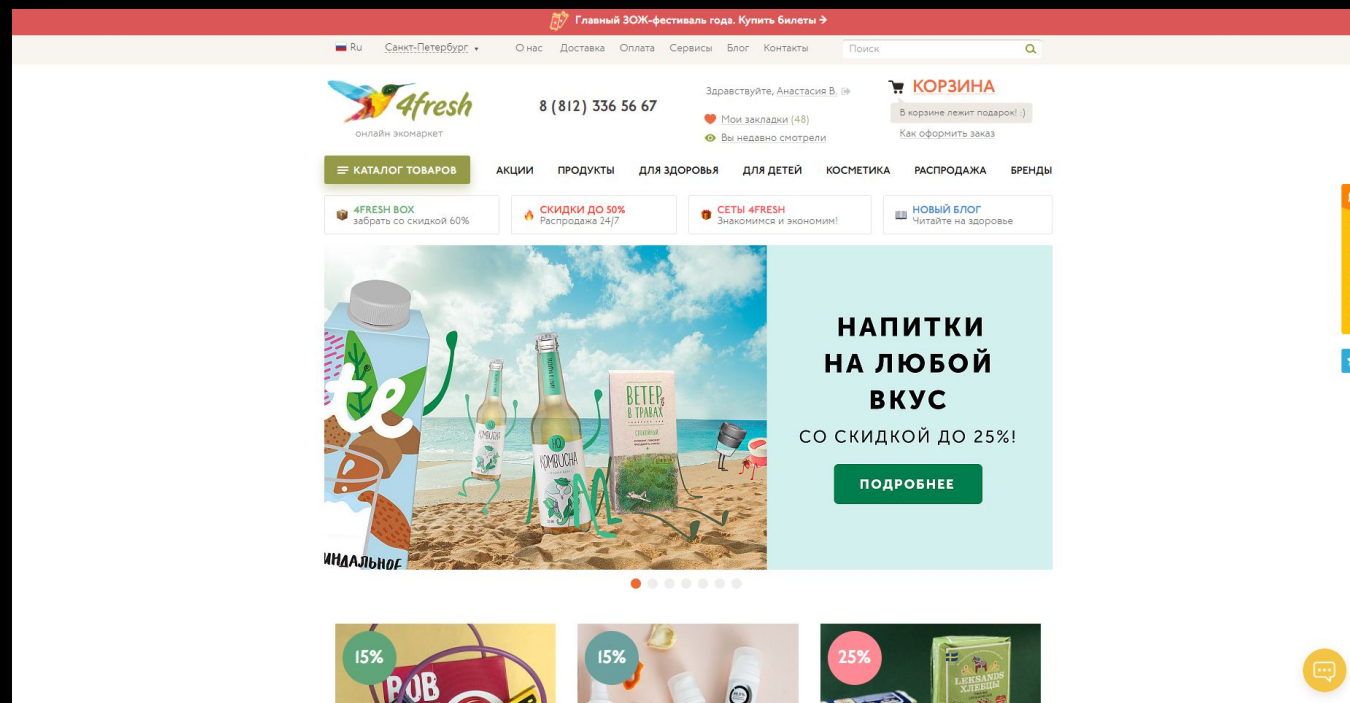 Главный ЗОЖ-фестиваль года. Купить билеты →
Ru Санкт-Петербург О нас Доставка Оплата Сервисы Блог Контакты Поиск
4fresh
онлайн экомаркет
8 (812) 336 56 67
Здравствуйте, Анастасия В.
Мои закладки (48)
Вы недавно смотрели
КОРЗИНА
В корзине лежит подарок! :)
Как оформить заказ
КАТАЛОГ ТОВАРОВ АКЦИИ ПРОДУКТЫ ДЛЯ ЗДОРОВЬЯ ДЛЯ ДЕТЕЙ КОСМЕТИКА РАСПРОДАЖА БРЕНДЫ
4FRESH BOX
забрать со скидкой 60%
СКИДКИ ДО 50%
Распродажа 24/7
СЕТЫ 4FRESH
Знакомимся и экономим!
НОВЫЙ БЛОГ
Читайте на здоровье
te
ИНДАЛЬНОЕ
KOMBUCHA
KOMBUCHA
ВЕТЕР
В ТРАВАХ
НАПИТКИ
НА ЛЮБОЙ
ВКУС
СО СКИДКОЙ ДО 25%!
ПОДРОБНЕЕ
15%
BOB
15%
25%
LEKSANDS
ХЛЕБЦЫ